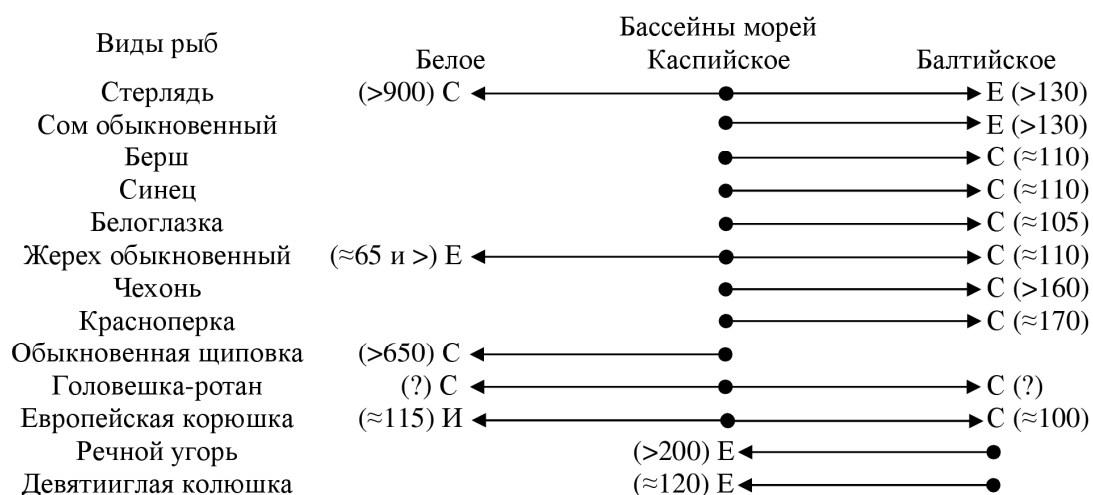 Виды рыб
Бассейны морей
Белое Каспийское Балтийское
Стерлядь (>900) С Е (>130)
Сом обыкновенный Е (>130)
Берш С (≈110)
Синец С (≈110)
Белоглазка С (≈105)
Жерех обыкновенный (≈65 и >) Е С (≈110)
Чехонь С (>160)
Красноперка С (≈170)
Обыкновенная щиповка (>650) С
Головешка-ротан (?) С С (?)
Европейская корюшка (≈115) И С (≈100)
Речной угорь (>200) Е
Девятииглая колюшка (≈120) Е